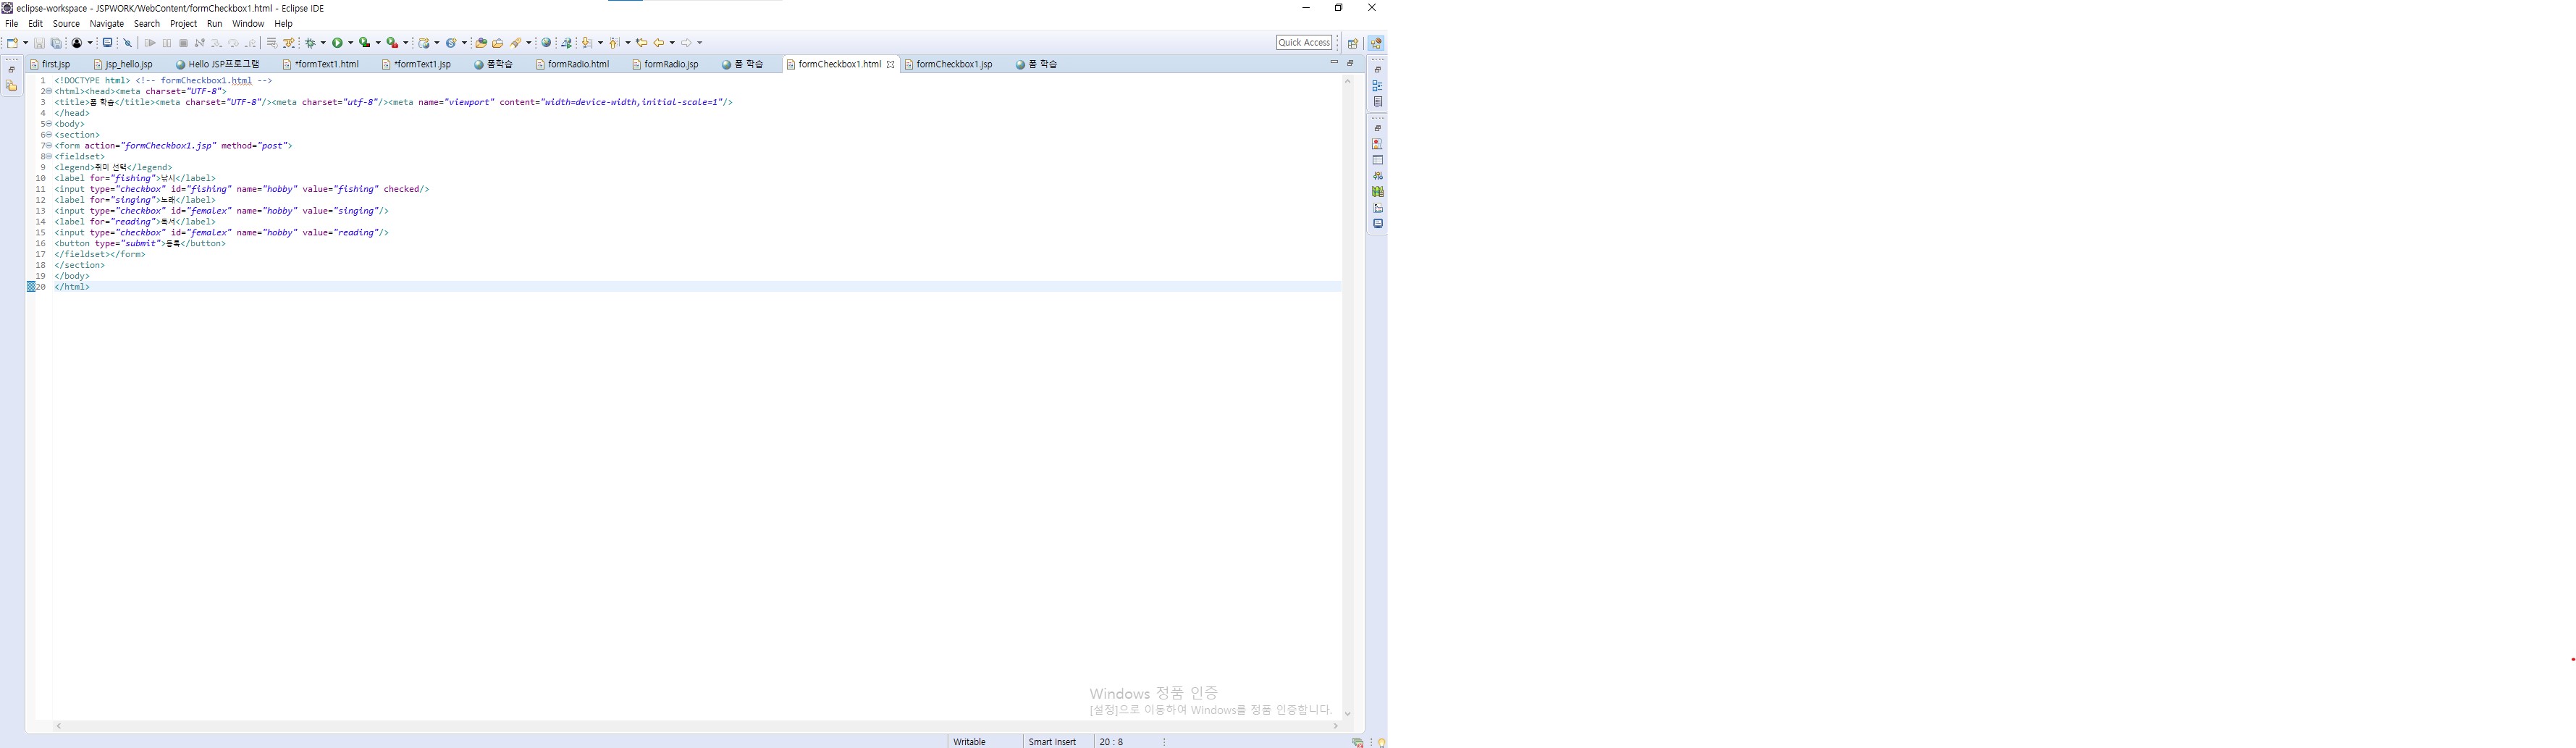 eclipse-workspace - JSPWORK/WebContent/formCheckbox1.html - Eclipse IDE
File Edit Source Navigate Search Project Run Window Help
Quick Access
first.jsp jsp_hello.jsp Hello JSP프로그램 *formText1.html *formText1.jsp 폼학습 formRadio.html formRadio.jsp 폼 학습 formCheckbox1.html formCheckbox1.jsp 폼 학습
1 <!DOCTYPE html> <!-- formCheckbox1.html -->
2 <html><head><meta charset="UTF-8">
3 <title>폼 학습</title><meta charset="UTF-8"/><meta charset="utf-8"/><meta name="viewport" content="width=device-width,initial-scale=1"/>
4 </head>
5 <body>
6 <section>
7 <form action="formCheckbox1.jsp" method="post">
8 <fieldset>
9 <legend>취미 선택</legend>
10 <label for="fishing">낚시</label>
11 <input type="checkbox" id="fishing" name="hobby" value="fishing" checked/>
12 <label for="singing">노래</label>
13 <input type="checkbox" id="femalex" name="hobby" value="singing"/>
14 <label for="reading">독서</label>
15 <input type="checkbox" id="femalex" name="hobby" value="reading"/>
16 <button type="submit">등록</button>
17 </fieldset></form>
18 </section>
19 </body>
20 </html>
Windows 정품 인증
[설정]으로 이동하여 Windows를 정품 인증합니다.
Writable Smart Insert 20 : 8